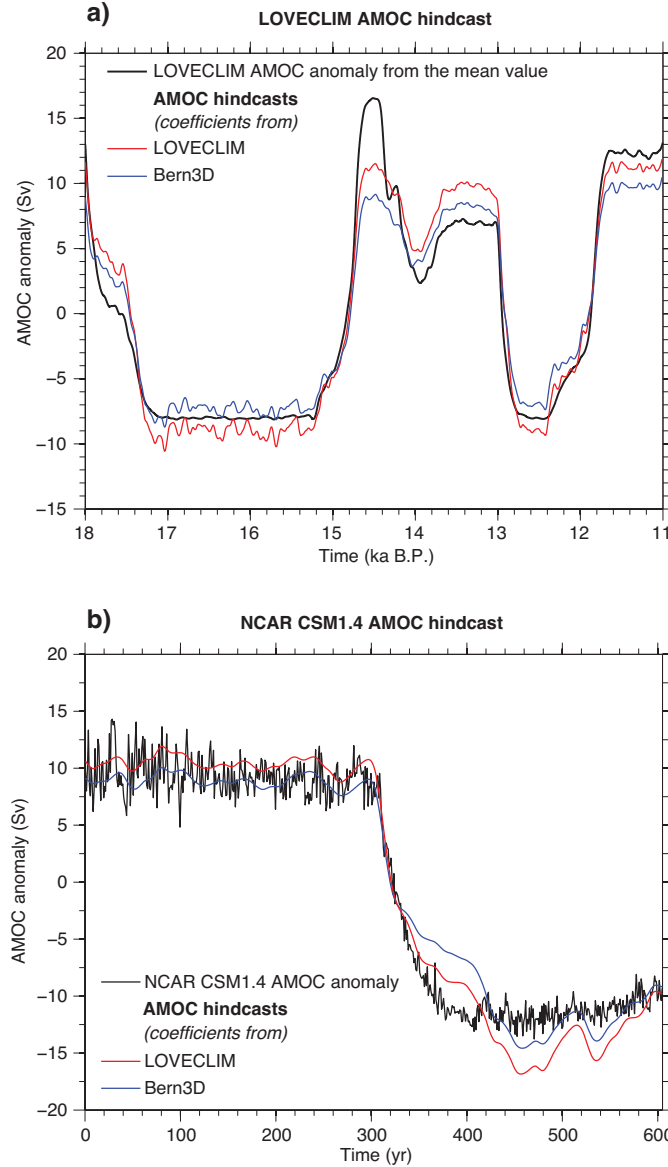 a)
LOVECLIM AMOC hindcast
20
15
10
5
0
−5
−10
−15
AMOC anomaly (Sv)
LOVECLIM AMOC anomaly from the mean value
AMOC hindcasts
(coefficients from)
LOVECLIM
Bern3D
18 17 16 15 14 13 12 11
Time (ka B.P.)
b)
NCAR CSM1.4 AMOC hindcast
20
15
10
5
0
−5
−10
−15
−20
AMOC anomaly (Sv)
NCAR CSM1.4 AMOC anomaly
AMOC hindcasts
(coefficients from)
LOVECLIM
Bern3D
0 100 200 300 400 500 600
Time (yr)